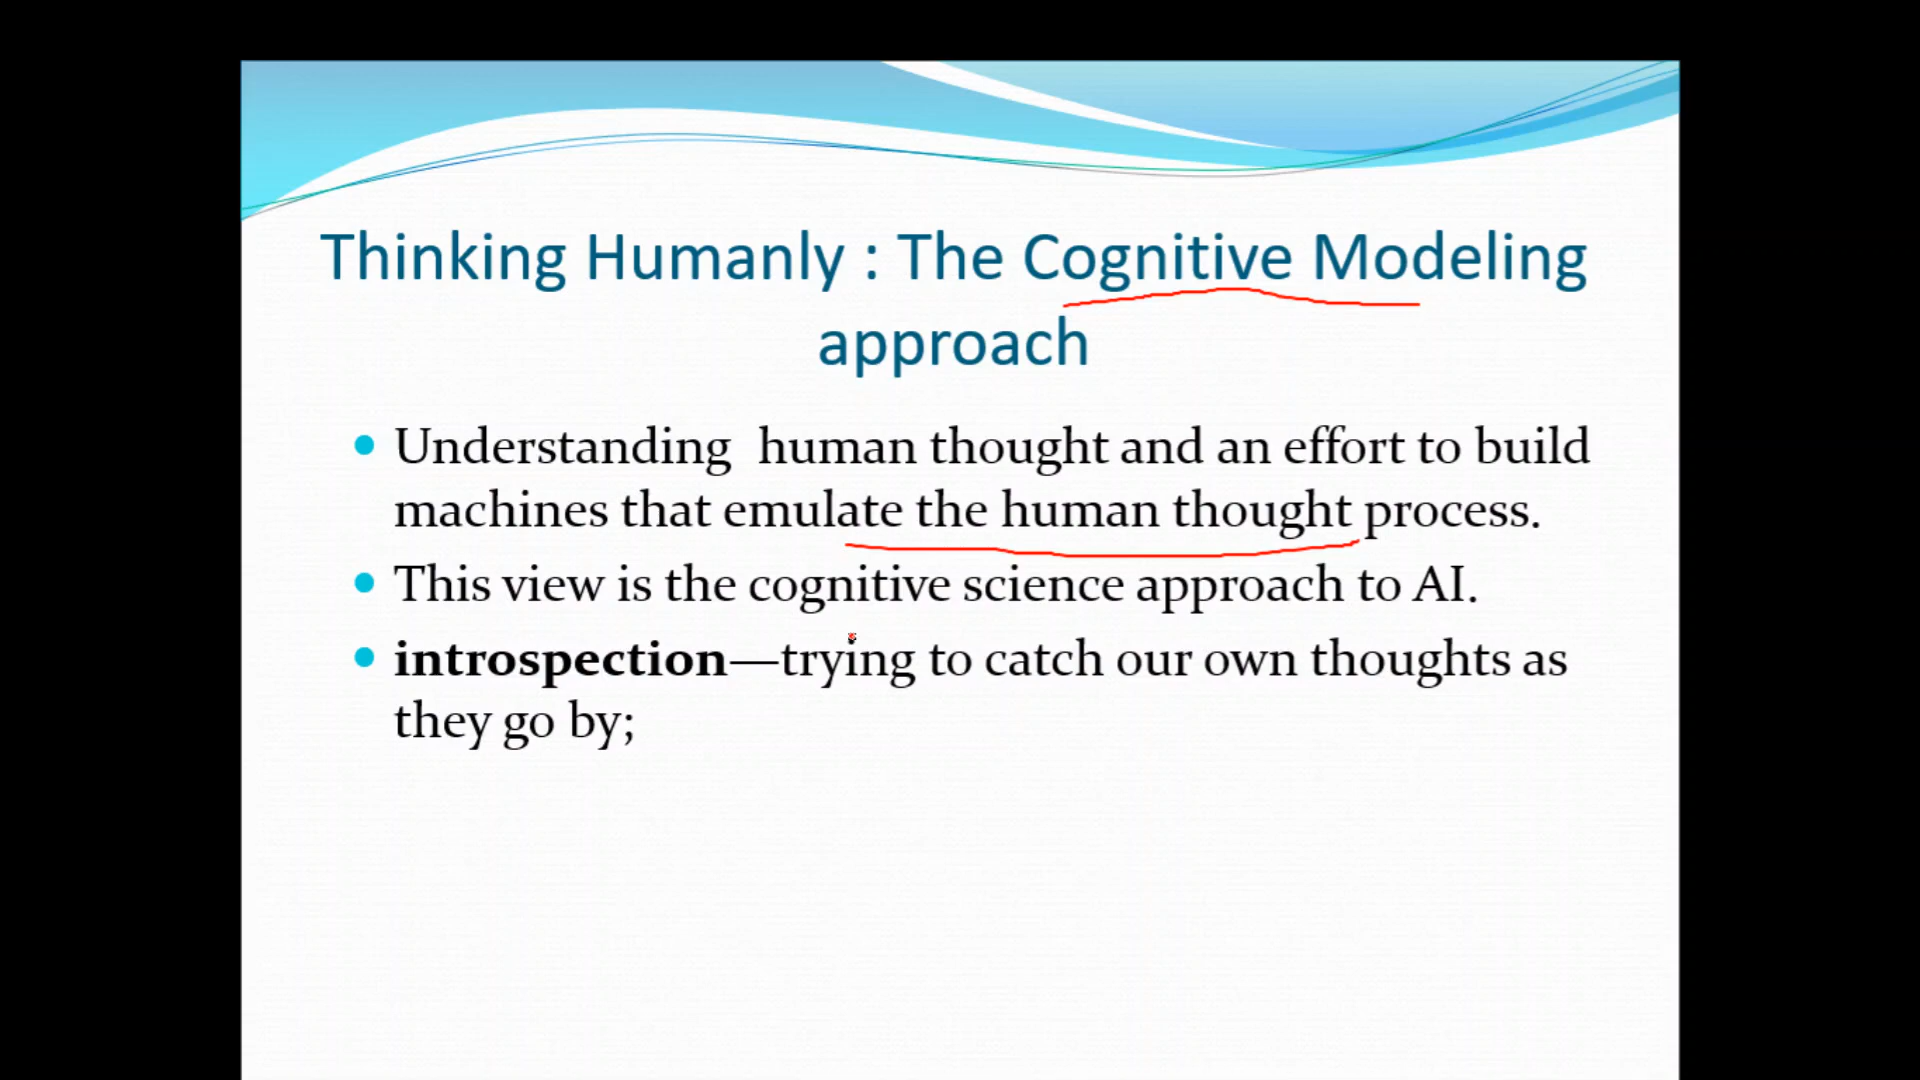 Thinking Humanly : The Cognitive Modeling
approach
• Understanding  human thought and an effort to build
machines that emulate the human thought process.
• This view is the cognitive science approach to AI.
• introspection—trying to catch our own thoughts as
they go by;